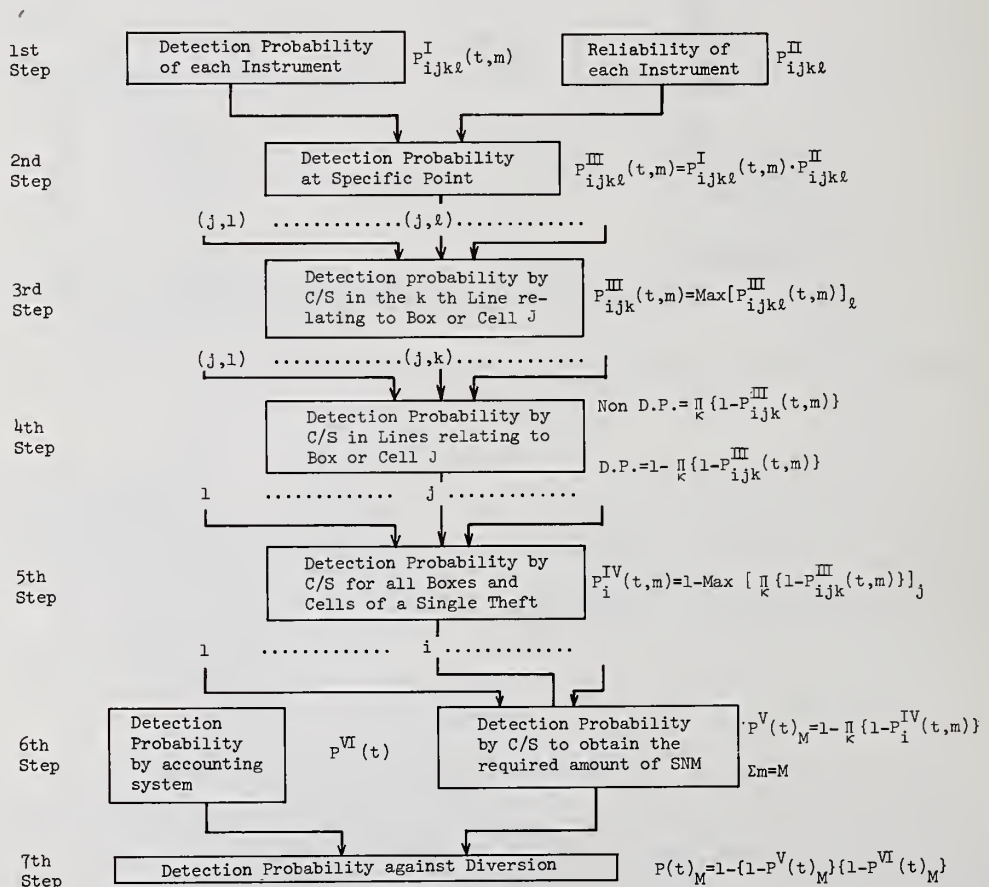 1st Step
Detection Probability of each Instrument
P^I_ijkℓ(t,m)
Reliability of each Instrument
P^II_ijkℓ
2nd Step
Detection Probability at Specific Point
P^III_ijkℓ(t,m)=P^I_ijkℓ(t,m)·P^II_ijkℓ
(j,1) ............(j,ℓ).............
3rd Step
Detection probability by
C/S in the k th Line re-
lating to Box or Cell J
P^III_ijk(t,m)=Max[P^III_ijkℓ(t,m)]_ℓ
(j,1) ............(j,k).............
4th Step
Detection Probability by
C/S in Lines relating to
Box or Cell J
Non D.P.=Π_K{1-P^III_ijk(t,m)}
D.P.=1-Π_K{1-P^III_ijk(t,m)}
1 ............. j .............
5th Step
Detection Probability by
C/S for all Boxes and
Cells of a Single Theft
P^IV_i(t,m)=1-Max [Π_K{1-P^III_ijk(t,m)}]_j
1 ............. i.............
6th Step
Detection
Probability
by accounting
system
P^VI(t)
Detection Probability
by C/S to obtain the
required amount of SNM
P^V(t)_M=1-Π_K{1-P^IV_i(t,m)}
Σm=M
7th Step
Detection Probability against Diversion
P(t)_M=1-{1-P^V(t)_M}{1-P^VI(t)_M}